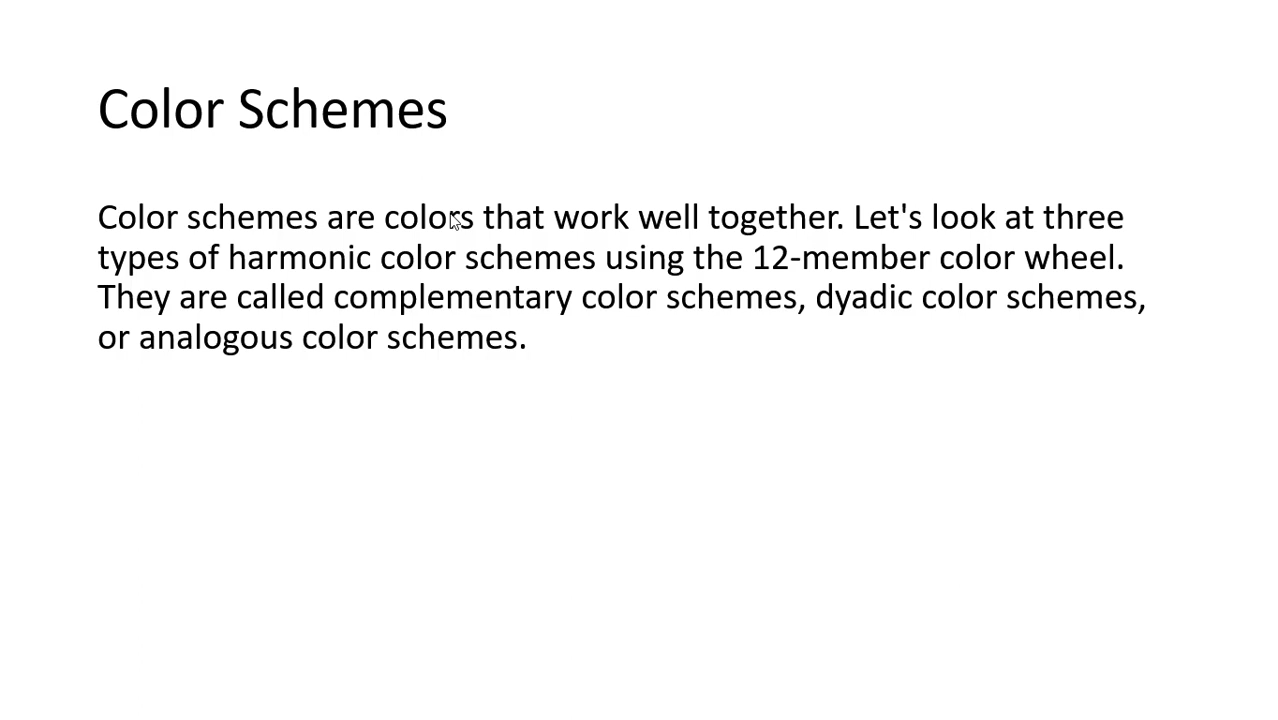 Color Schemes
Color schemes are colors that work well together. Let's look at three
types of harmonic color schemes using the 12-member color wheel.
They are called complementary color schemes, dyadic color schemes,
or analogous color schemes.